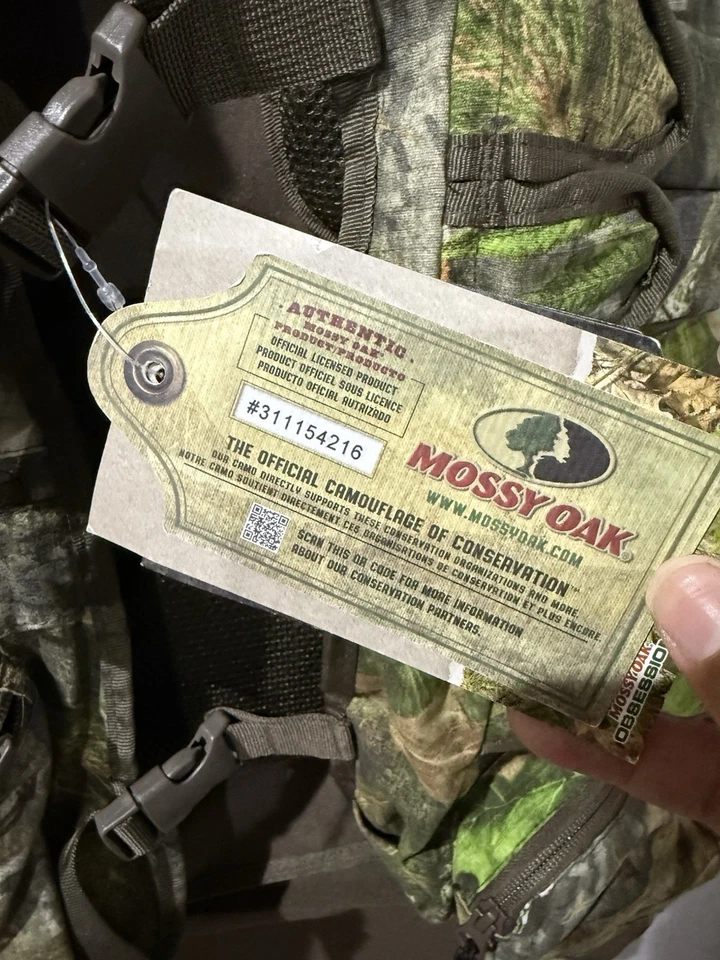 AUTHENTIC
MOSSY OAK®
PRODUCT/PRODUCTO
OFFICIAL LICENSED PRODUCT
PRODUCT OFFICIEL SOUS LICENCE
PRODUCTO OFICIAL AUTAIZADO
#311154216
MOSSY OAK®
WWW.MOSSYOAK.COM
THE OFFICIAL CAMOUFLAGE OF CONSERVATION™
OUR CAMO DIRECTLY SUPPORTS THESE CONSERVATION ORGANIZATIONS AND MORE.
NOTRE CAMO SOUTIENT DIRECTEMENT CES ORGANISATIONS DE CONSERVATION ET PLUS ENCORE
SCAN THIS QR CODE FOR MORE INFORMATION
ABOUT OUR CONSERVATION PARTNERS.
MOSSY OAK
OBSESSION